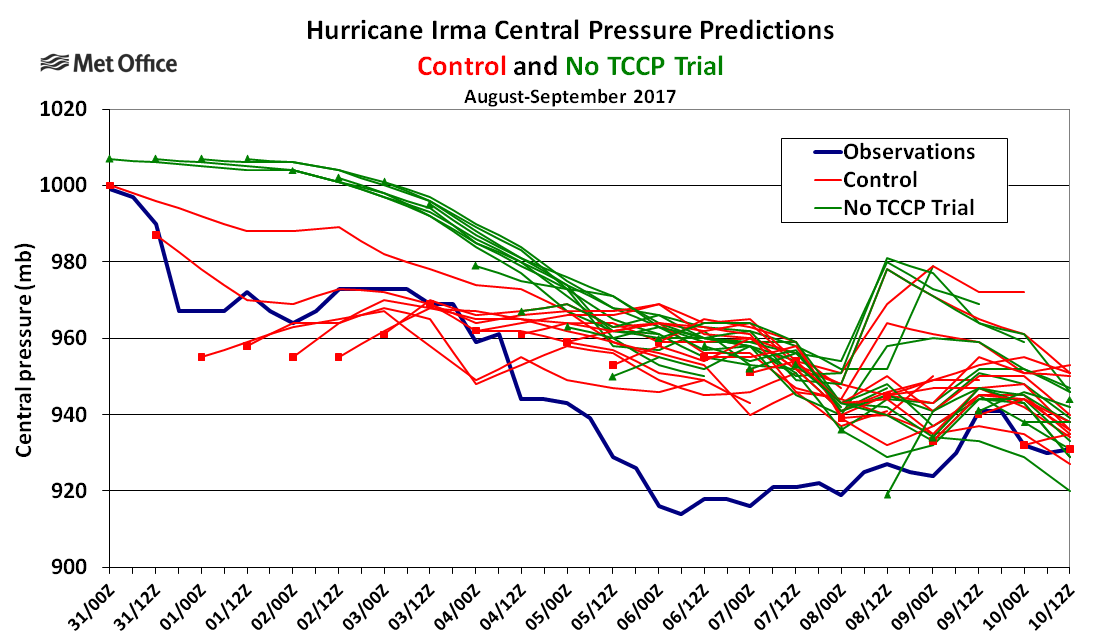 Hurricane Irma Central Pressure Predictions
Met Office
Control and No TCCP Trial
August-September 2017
1020
1000
980
960
940
920
900
Central pressure (mb)
Observations
Control
No TCCP Trial
31/00Z
31/12Z
01/00Z
01/12Z
02/00Z
02/12Z
03/00Z
03/12Z
04/00Z
04/12Z
05/00Z
05/12Z
06/00Z
06/12Z
07/00Z
07/12Z
08/00Z
08/12Z
09/00Z
09/12Z
10/00Z
10/12Z